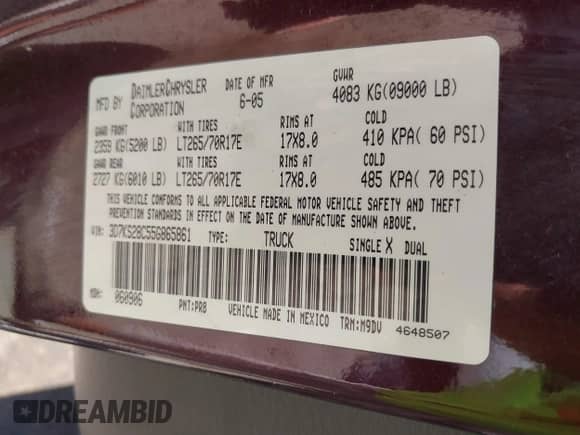 MFD BY DAIMLERCHRYSLER CORPORATION DATE OF MFR 6-05 GVWR 4083 KG(09000 LB)
GAWR FRONT WITH TIRES RIMS AT COLD
2359 KG(5200 LB) LT265/70R17E 17X8.0 410 KPA( 60 PSI)
GAWR REAR WITH TIRES RIMS AT COLD
2727 KG(6010 LB) LT265/70R17E 17X8.0 485 KPA( 70 PSI)
THIS VEHICLE CONFORMS TO ALL APPLICABLE FEDERAL MOTOR VEHICLE SAFETY AND THEFT
PREVENTION STANDARDS IN EFFECT ON THE DATE OF MANUFACTURE SHOWN ABOVE.
VIN: 3D7KS28C55G865861 TYPE: TRUCK SINGLE X DUAL
MDH: 060906 PNT:PR8 VEHICLE MADE IN MEXICO TRM:M9DV 4648507
DREAMBID